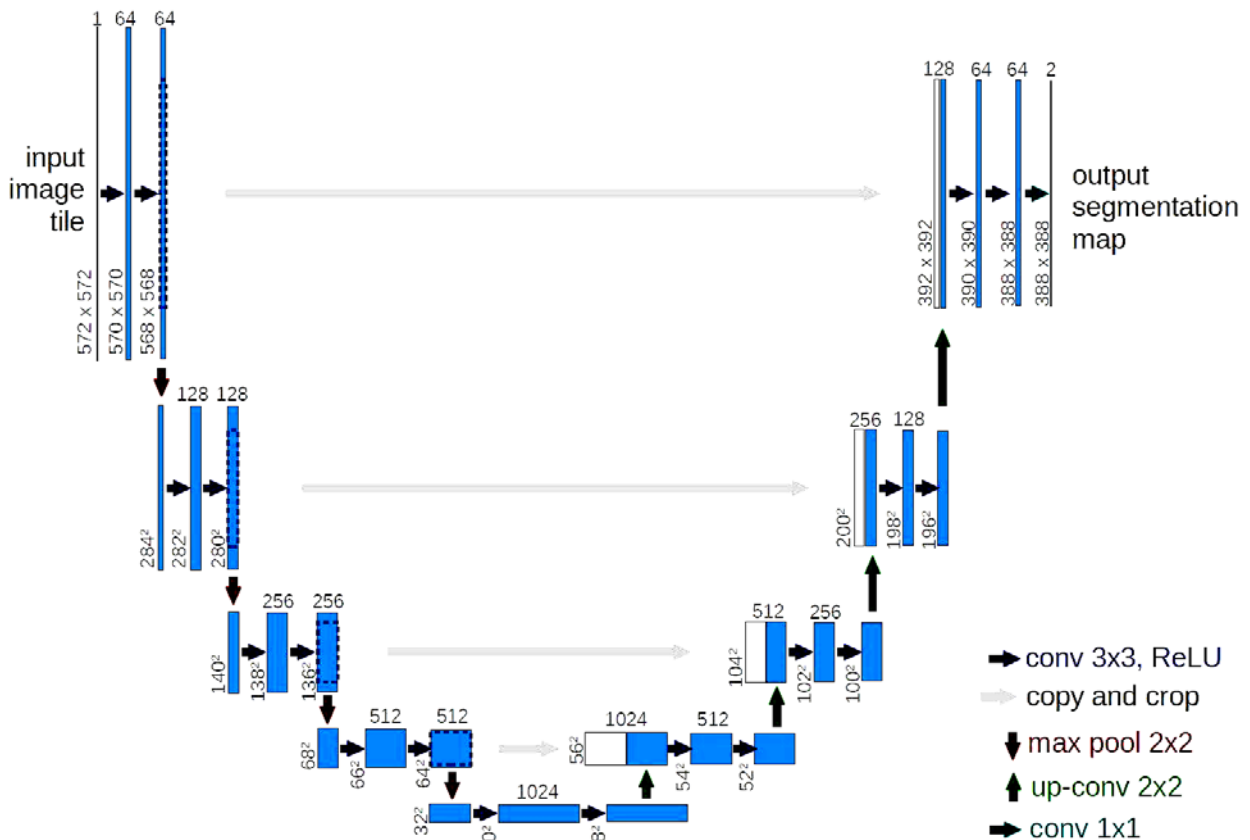 1 64 64
128 64 64 2
input
image
tile
output
segmentation
map
572 x 572
570 x 570
568 x 568
392 x 392
390 x 390
388 x 388
388 x 388
128 128
256 128
284²
282²
280²
200²
198²
196²
256 256
512 256
140²
138²
136²
104²
102²
100²
512 512
1024 512
68²
66²
64²
56²
54²
52²
1024
32²
conv 3x3, ReLU
copy and crop
max pool 2x2
up-conv 2x2
conv 1x1